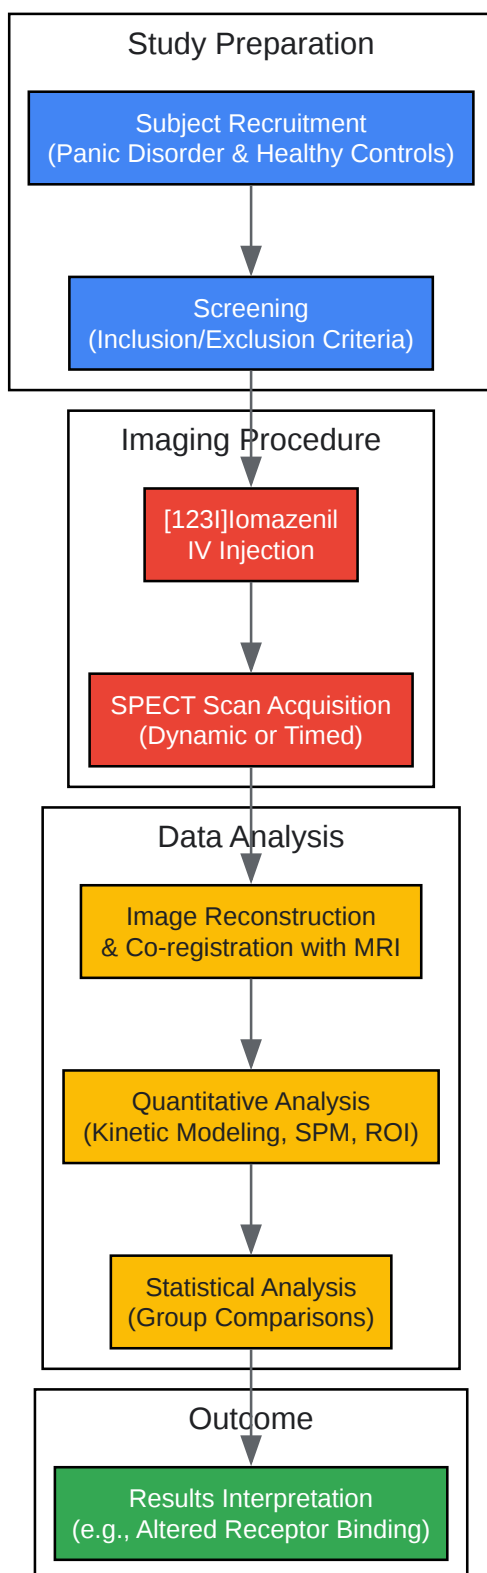 Study Preparation
Subject Recruitment
(Panic Disorder & Healthy Controls)
Screening
(Inclusion/Exclusion Criteria)
Imaging Procedure
[123I]Iomazenil
IV Injection
SPECT Scan Acquisition
(Dynamic or Timed)
Data Analysis
Image Reconstruction
& Co-registration with MRI
Quantitative Analysis
(Kinetic Modeling, SPM, ROI)
Statistical Analysis
(Group Comparisons)
Outcome
Results Interpretation
(e.g., Altered Receptor Binding)